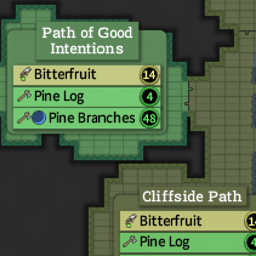 Path of Good
Intentions
Bitterfruit 14
Pine Log 4
Pine Branches 48
Cliffside Path
Bitterfruit
Pine Log